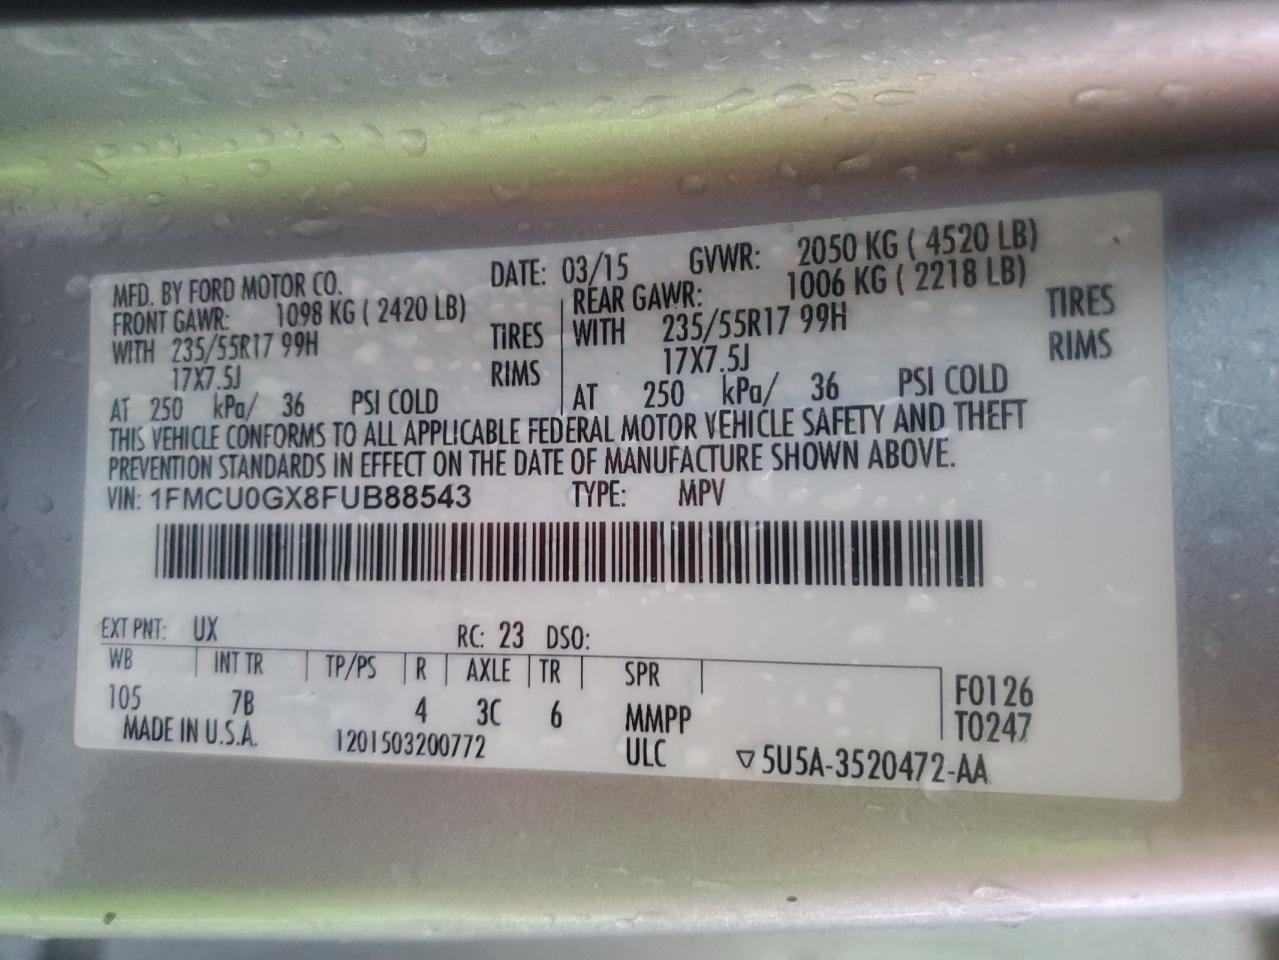 MFD. BY FORD MOTOR CO. DATE: 03/15 GVWR: 2050 KG ( 4520 LB)
FRONT GAWR: 1098 KG ( 2420 LB) REAR GAWR: 1006 KG ( 2218 LB)
WITH 235/55R17 99H TIRES WITH 235/55R17 99H TIRES
17X7.5J RIMS 17X7.5J RIMS
AT 250 kPa/ 36 PSI COLD AT 250 kPa/ 36 PSI COLD
THIS VEHICLE CONFORMS TO ALL APPLICABLE FEDERAL MOTOR VEHICLE SAFETY AND THEFT
PREVENTION STANDARDS IN EFFECT ON THE DATE OF MANUFACTURE SHOWN ABOVE.
VIN: 1FMCU0GX8FUB88543 TYPE: MPV
EXT PNT: UX RC: 23 DSO:
WB INT TR TP/PS R AXLE TR SPR
105 7B 4 3C 6 MMPP F0126
T0247
MADE IN U.S.A. 1201503200772 ULC ▽5U5A-3520472-AA